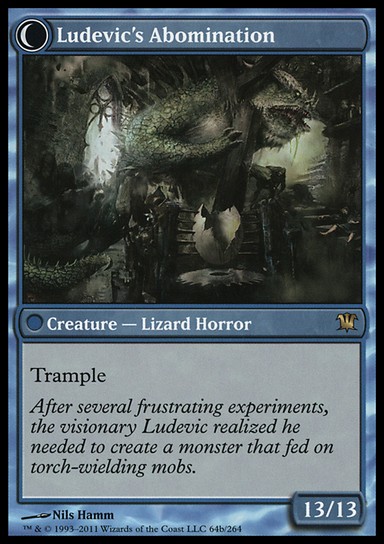 Ludevic's Abomination
Creature — Lizard Horror
Trample
After several frustrating experiments,
the visionary Ludevic realized he
needed to create a monster that fed on
torch-wielding mobs.
13/13
Nils Hamm
™ & © 1993–2011 Wizards of the Coast LLC 64b/264